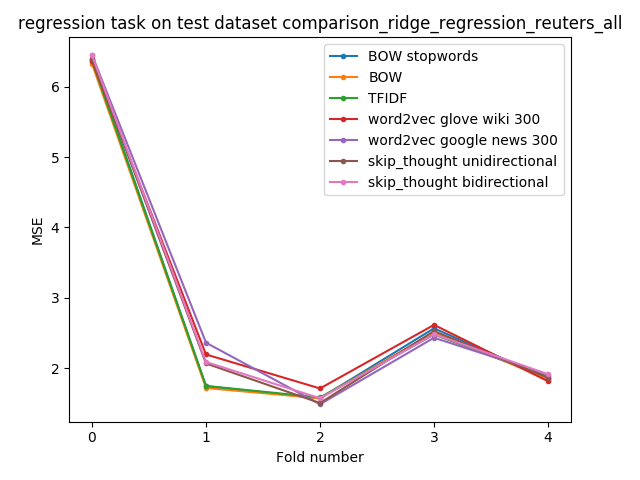 regression task on test dataset comparison_ridge_regression_reuters_all
BOW stopwords
BOW
TFIDF
word2vec glove wiki 300
word2vec google news 300
skip_thought unidirectional
skip_thought bidirectional
6
5
4
3
2
MSE
0 1 2 3 4
Fold number